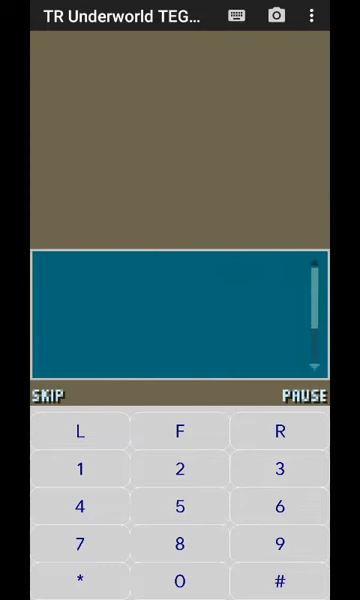 TR Underworld TEG...
SKIP PAUSE
L F R
1 2 3
4 5 6
7 8 9
* 0 #